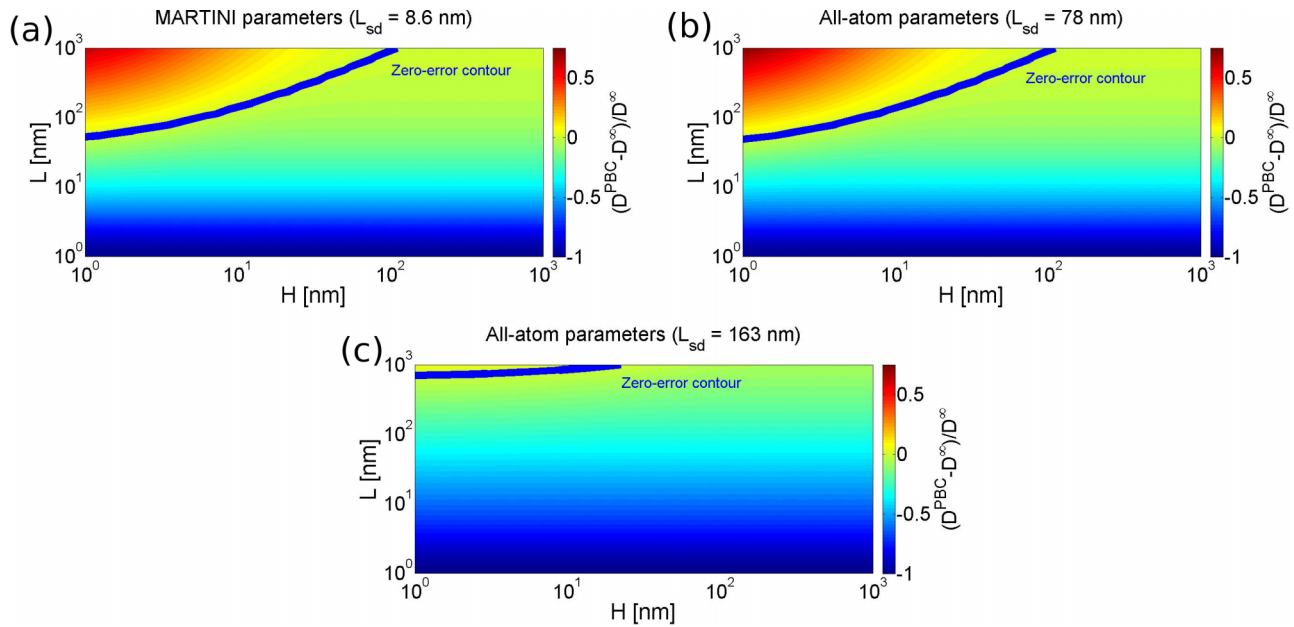 (a)
MARTINI parameters (L_sd = 8.6 nm)
10^3
10^2
10^1
10^0
L [nm]
Zero-error contour
10^0
10^1
10^2
10^3
H [nm]
0.5
0
-0.5
-1
(D^PBC-D^∞)/D^∞
(b)
All-atom parameters (L_sd = 78 nm)
10^3
10^2
10^1
10^0
L [nm]
Zero-error contour
10^0
10^1
10^2
10^3
H [nm]
0.5
0
-0.5
-1
(D^PBC-D^∞)/D^∞
(c)
All-atom parameters (L_sd = 163 nm)
10^3
10^2
10^1
10^0
L [nm]
Zero-error contour
10^0
10^1
10^2
10^3
H [nm]
0.5
0
-0.5
-1
(D^PBC-D^∞)/D^∞